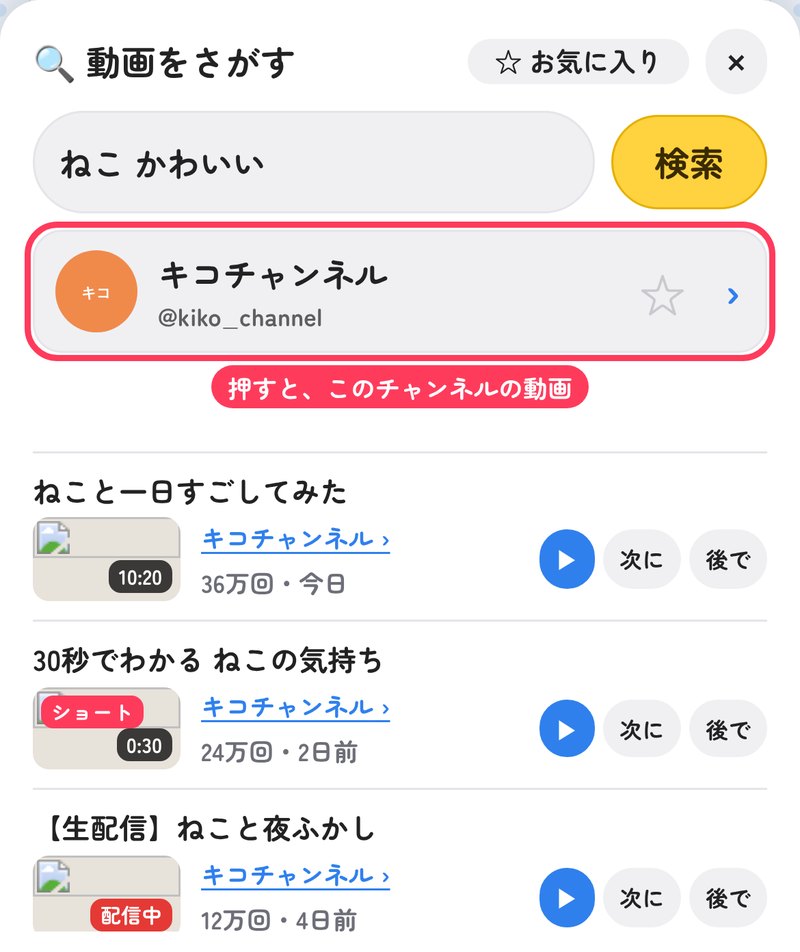 動画をさがす
☆ お気に入り
×
ねこ かわいい
検索
キコ
キコチャンネル
@kiko_channel
☆
›
押すと、このチャンネルの動画
ねこと一日すごしてみた
10:20
キコチャンネル ›
36万回・今日
次に
後で
30秒でわかる ねこの気持ち
ショート
0:30
キコチャンネル ›
24万回・2日前
次に
後で
【生配信】ねこと夜ふかし
配信中
キコチャンネル ›
12万回・4日前
次に
後で